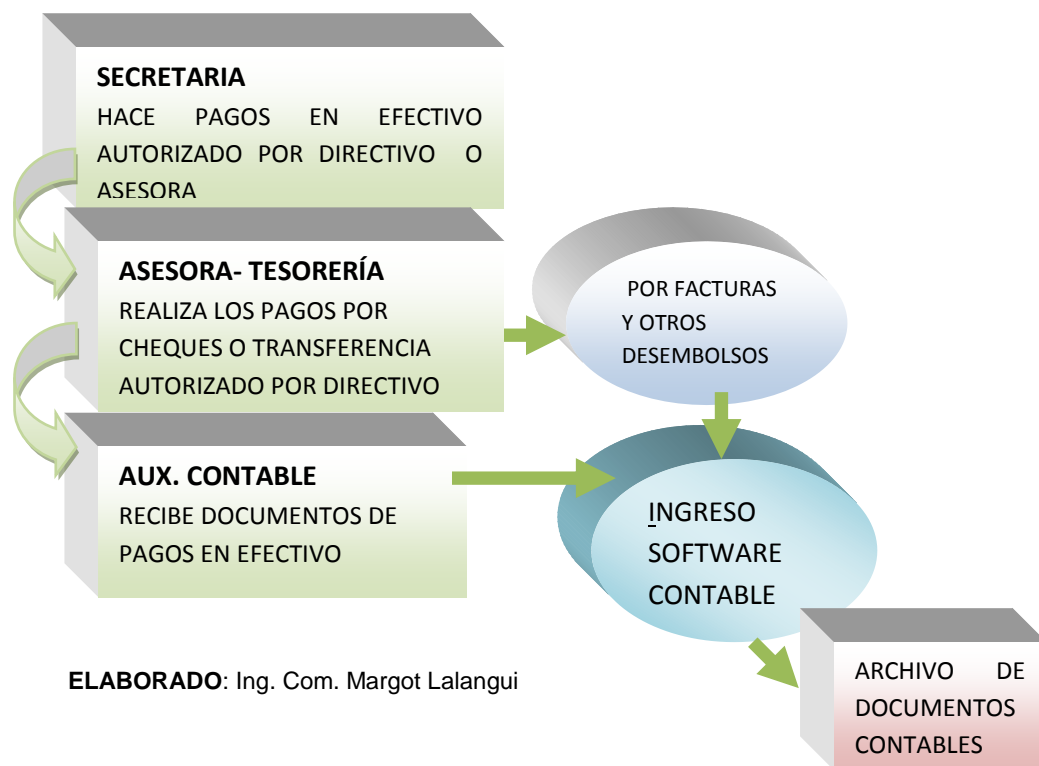 SECRETARIA
HACE PAGOS EN EFECTIVO
AUTORIZADO POR DIRECTIVO O
ASESORA
ASESORA- TESORERÍA
REALIZA LOS PAGOS POR
CHEQUES O TRANSFERENCIA
AUTORIZADO POR DIRECTIVO
POR FACTURAS
Y OTROS
DESEMBOLSOS
AUX. CONTABLE
RECIBE DOCUMENTOS DE
PAGOS EN EFECTIVO
INGRESO
SOFTWARE
CONTABLE
ARCHIVO DE
DOCUMENTOS
CONTABLES
ELABORADO: Ing. Com. Margot Lalangui